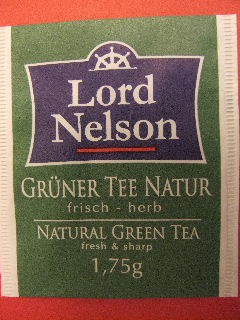 Lord
Nelson
GRÜNER TEE NATUR
frisch - herb
NATURAL GREEN TEA
fresh & sharp
1,75g